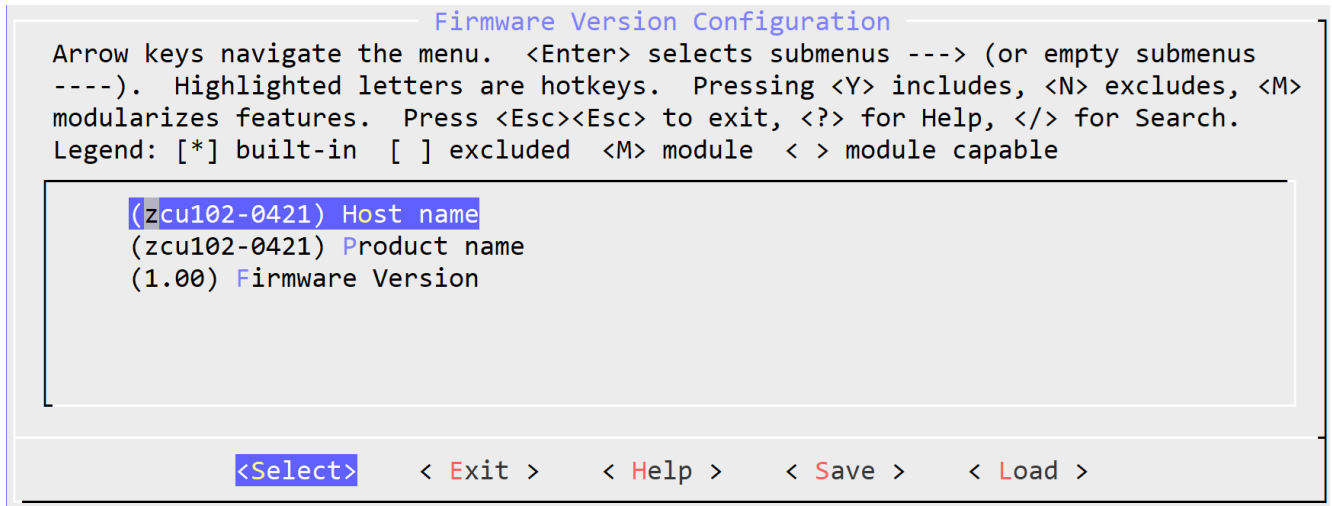 Firmware Version Configuration
Arrow keys navigate the menu.  <Enter> selects submenus ---> (or empty submenus
----).  Highlighted letters are hotkeys.  Pressing <Y> includes, <N> excludes, <M>
modularizes features.  Press <Esc><Esc> to exit, <?> for Help, </> for Search.
Legend: [*] built-in  [ ] excluded  <M> module  < > module capable
(zcu102-0421) Host name
(zcu102-0421) Product name
(1.00) Firmware Version
<Select>    < Exit >    < Help >    < Save >    < Load >